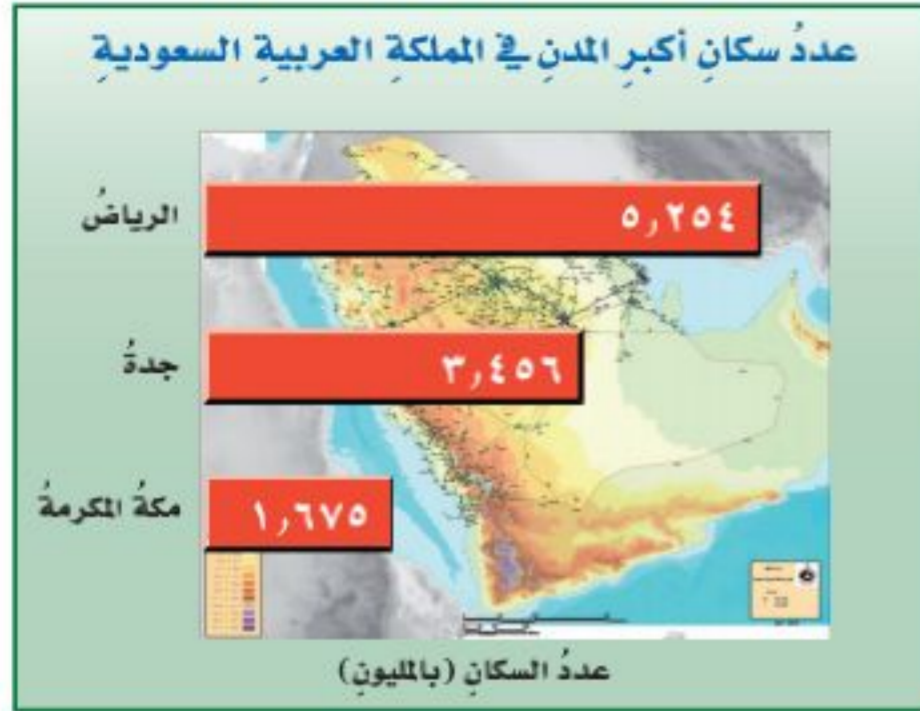 عددُ سكانِ أكبرِ المدنِ في المملكةِ العربيةِ السعوديةِ
الرياضُ
٥٫٢٥٤
جدةُ
٣٫٤٥٦
مكةُ المكرمةُ
١٫٦٧٥
عددُ السكانِ (بالمليونِ)